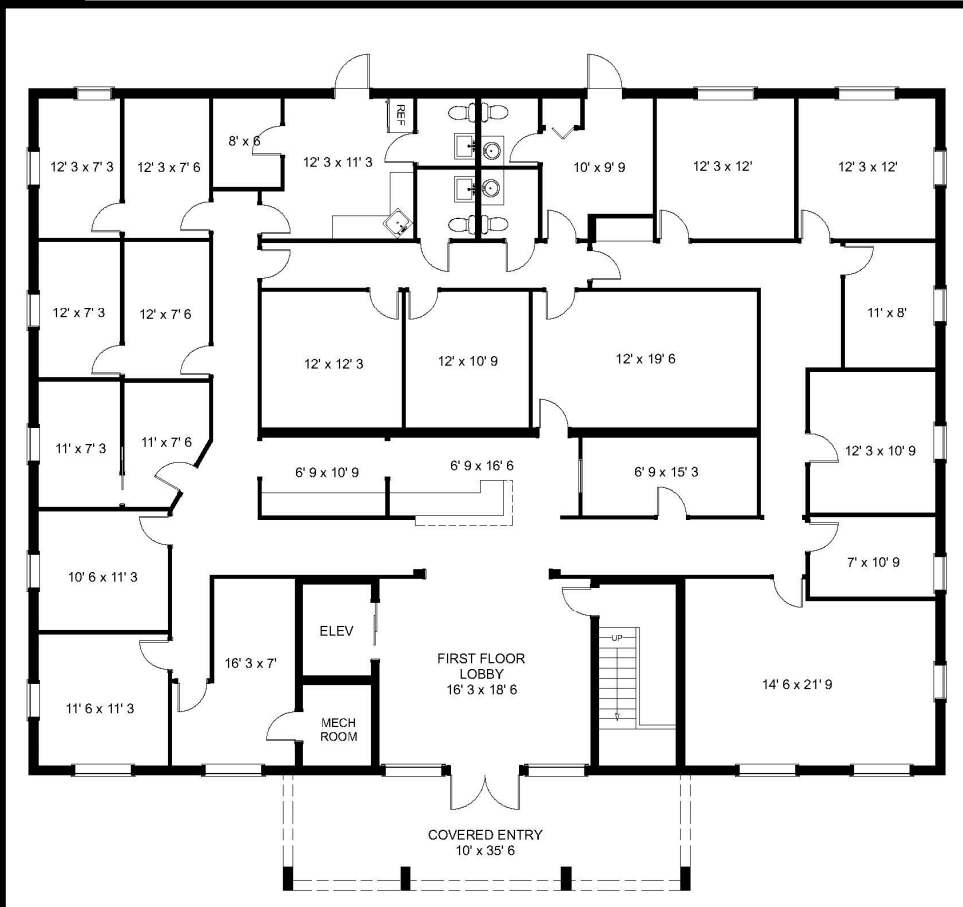 REF
8' x 6
12' 3 x 7' 3
12' 3 x 7' 6
12' 3 x 11' 3
10' x 9' 9
12' 3 x 12'
12' 3 x 12'
12' x 7' 3
12' x 7' 6
11' x 8'
12' x 12' 3
12' x 10' 9
12' x 19' 6
11' x 7' 3
11' x 7' 6
12' 3 x 10' 9
6' 9 x 10' 9
6' 9 x 16' 6
6' 9 x 15' 3
10' 6 x 11' 3
7' x 10' 9
ELEV
UP
16' 3 x 7'
FIRST FLOOR
LOBBY
16' 3 x 18' 6
14' 6 x 21' 9
11' 6 x 11' 3
MECH
ROOM
COVERED ENTRY
10' x 35' 6